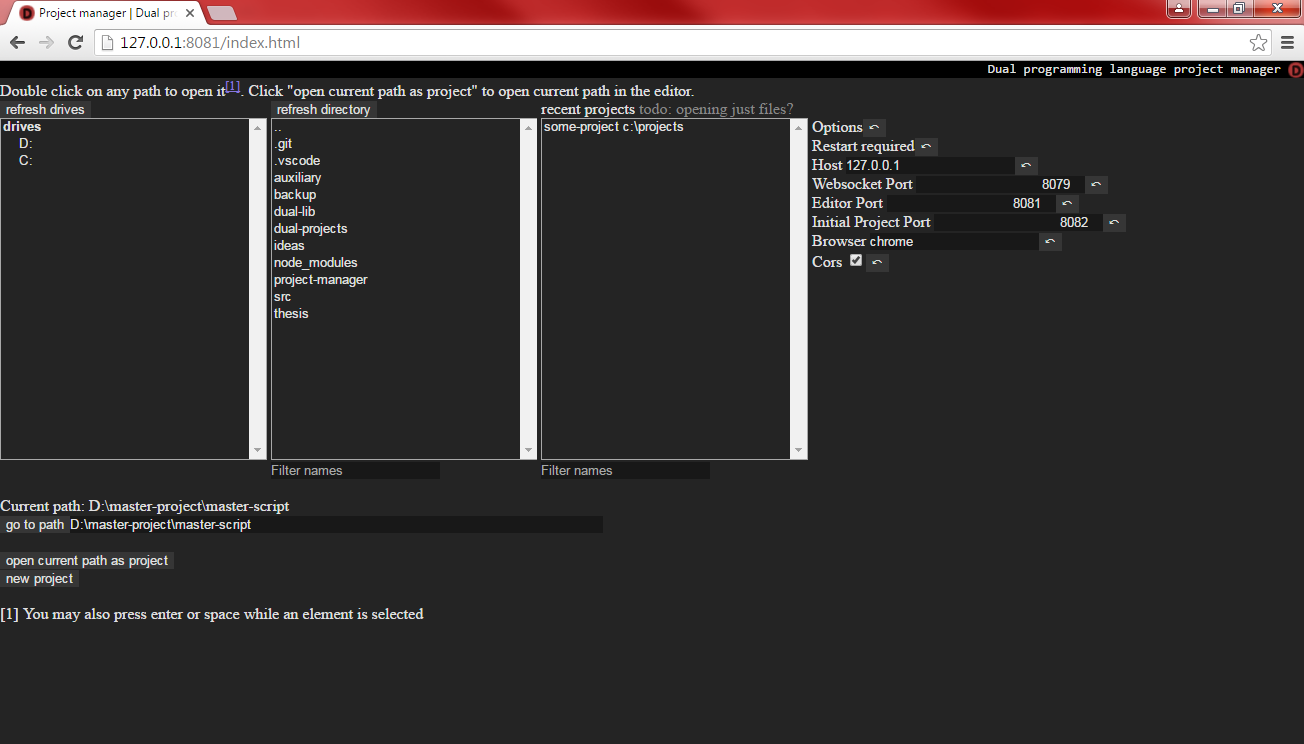 Project manager | Dual pr
127.0.0.1:8081/index.html
Dual programming language project manager D
Double click on any path to open it[1]. Click "open current path as project" to open current path in the editor.
refresh drives
drives
D:
C:
refresh directory
..
.git
.vscode
auxiliary
backup
dual-lib
dual-projects
ideas
node_modules
project-manager
src
thesis
Filter names
recent projects todo: opening just files?
some-project c:\projects
Filter names
Options
Restart required
Host 127.0.0.1
Websocket Port 8079
Editor Port 8081
Initial Project Port 8082
Browser chrome
Cors
Current path: D:\master-project\master-script
go to path D:\master-project\master-script
open current path as project
new project
[1] You may also press enter or space while an element is selected